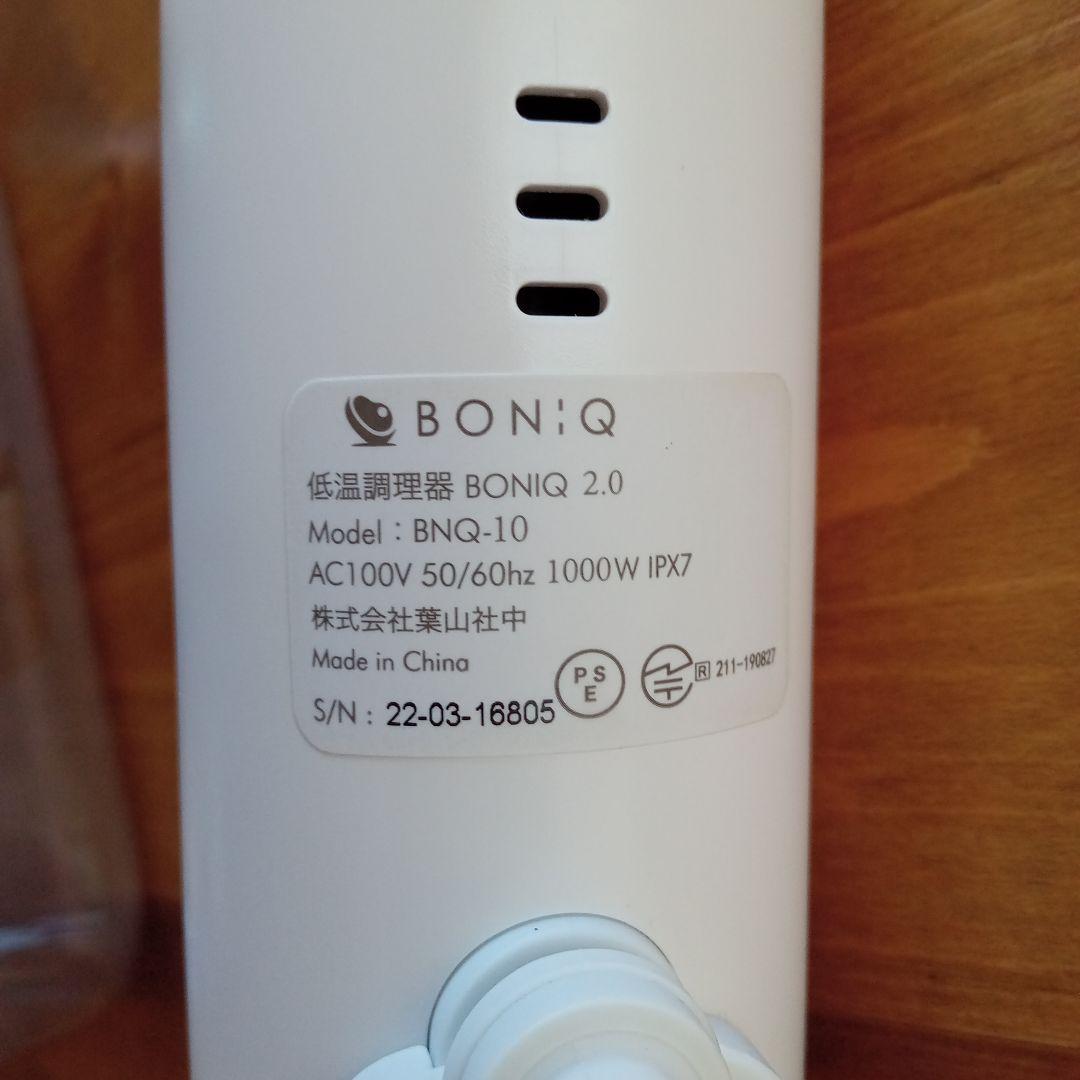 BONIQ
低温調理器 BONIQ 2.0
Model : BNQ-10
AC100V 50/60hz 1000W IPX7
株式会社葉山社中
Made in China
PS
E
R 211-190827
S/N : 22-03-16805